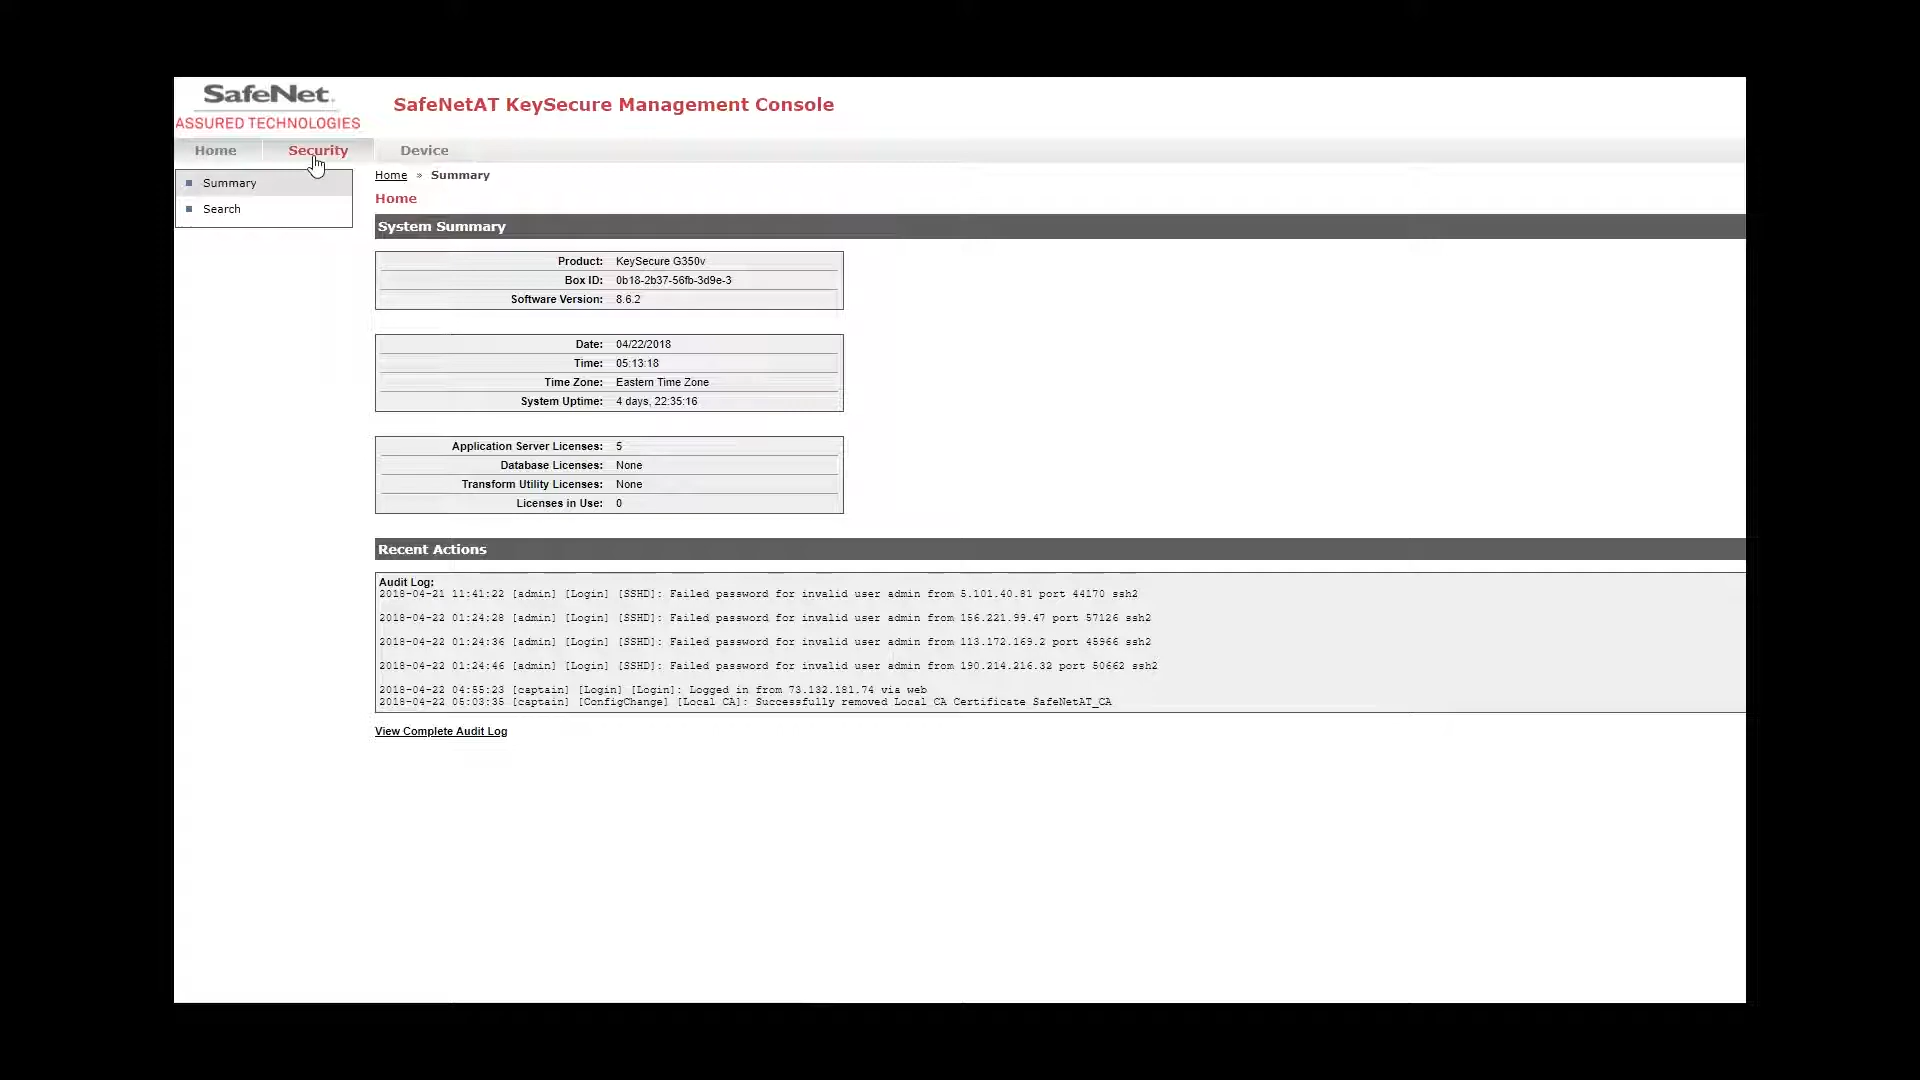 SafeNet.
ASSURED TECHNOLOGIES
SafeNetAT KeySecure Management Console
Home Security Device
Summary
Search
Home » Summary
Home
System Summary
Product: KeySecure G350v
Box ID: 0b18-2b37-56fb-3d9e-3
Software Version: 8.6.2
Date: 04/22/2018
Time: 05:13:18
Time Zone: Eastern Time Zone
System Uptime: 4 days, 22:35:16
Application Server Licenses: 5
Database Licenses: None
Transform Utility Licenses: None
Licenses in Use: 0
Recent Actions
Audit Log:
2018-04-21 11:41:22 [admin] [Login] [SSHD]: Failed password for invalid user admin from 5.101.40.81 port 44170 ssh2
2018-04-22 01:24:28 [admin] [Login] [SSHD]: Failed password for invalid user admin from 156.221.99.47 port 57126 ssh2
2018-04-22 01:24:36 [admin] [Login] [SSHD]: Failed password for invalid user admin from 113.172.169.2 port 45966 ssh2
2018-04-22 01:24:46 [admin] [Login] [SSHD]: Failed password for invalid user admin from 190.214.216.32 port 50662 ssh2
2018-04-22 04:55:23 [captain] [Login] [Login]: Logged in from 73.132.181.74 via web
2018-04-22 05:03:35 [captain] [ConfigChange] [Local CA]: Successfully removed Local CA Certificate SafeNetAT_CA
View Complete Audit Log